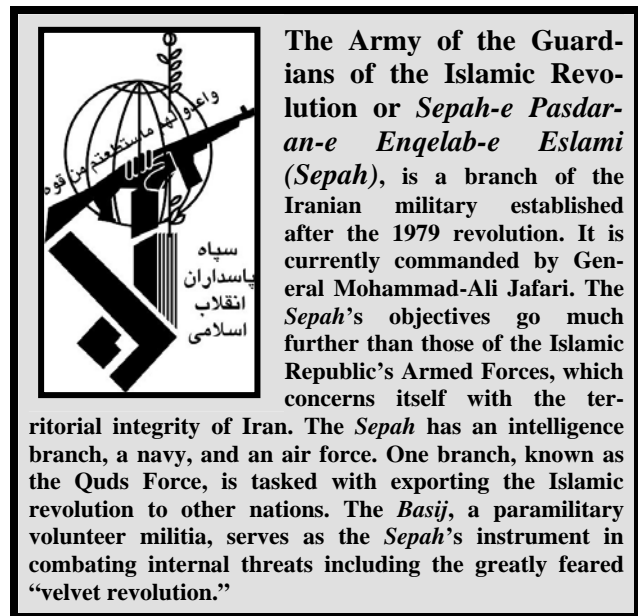 واعدو لهم ماستطعتم من قوه
سپاه
پاسداران
انقلاب
اسلامی
The Army of the Guard-
ians of the Islamic Revo-
lution or Sepah-e Pasdar-
an-e Enqelab-e Eslami
(Sepah), is a branch of the
Iranian military established
after the 1979 revolution. It is
currently commanded by Gen-
eral Mohammad-Ali Jafari. The
Sepah’s objectives go much
further than those of the Islamic
Republic’s Armed Forces, which
concerns itself with the ter-
ritorial integrity of Iran. The Sepah has an intelligence
branch, a navy, and an air force. One branch, known as
the Quds Force, is tasked with exporting the Islamic
revolution to other nations. The Basij, a paramilitary
volunteer militia, serves as the Sepah’s instrument in
combating internal threats including the greatly feared
“velvet revolution.”